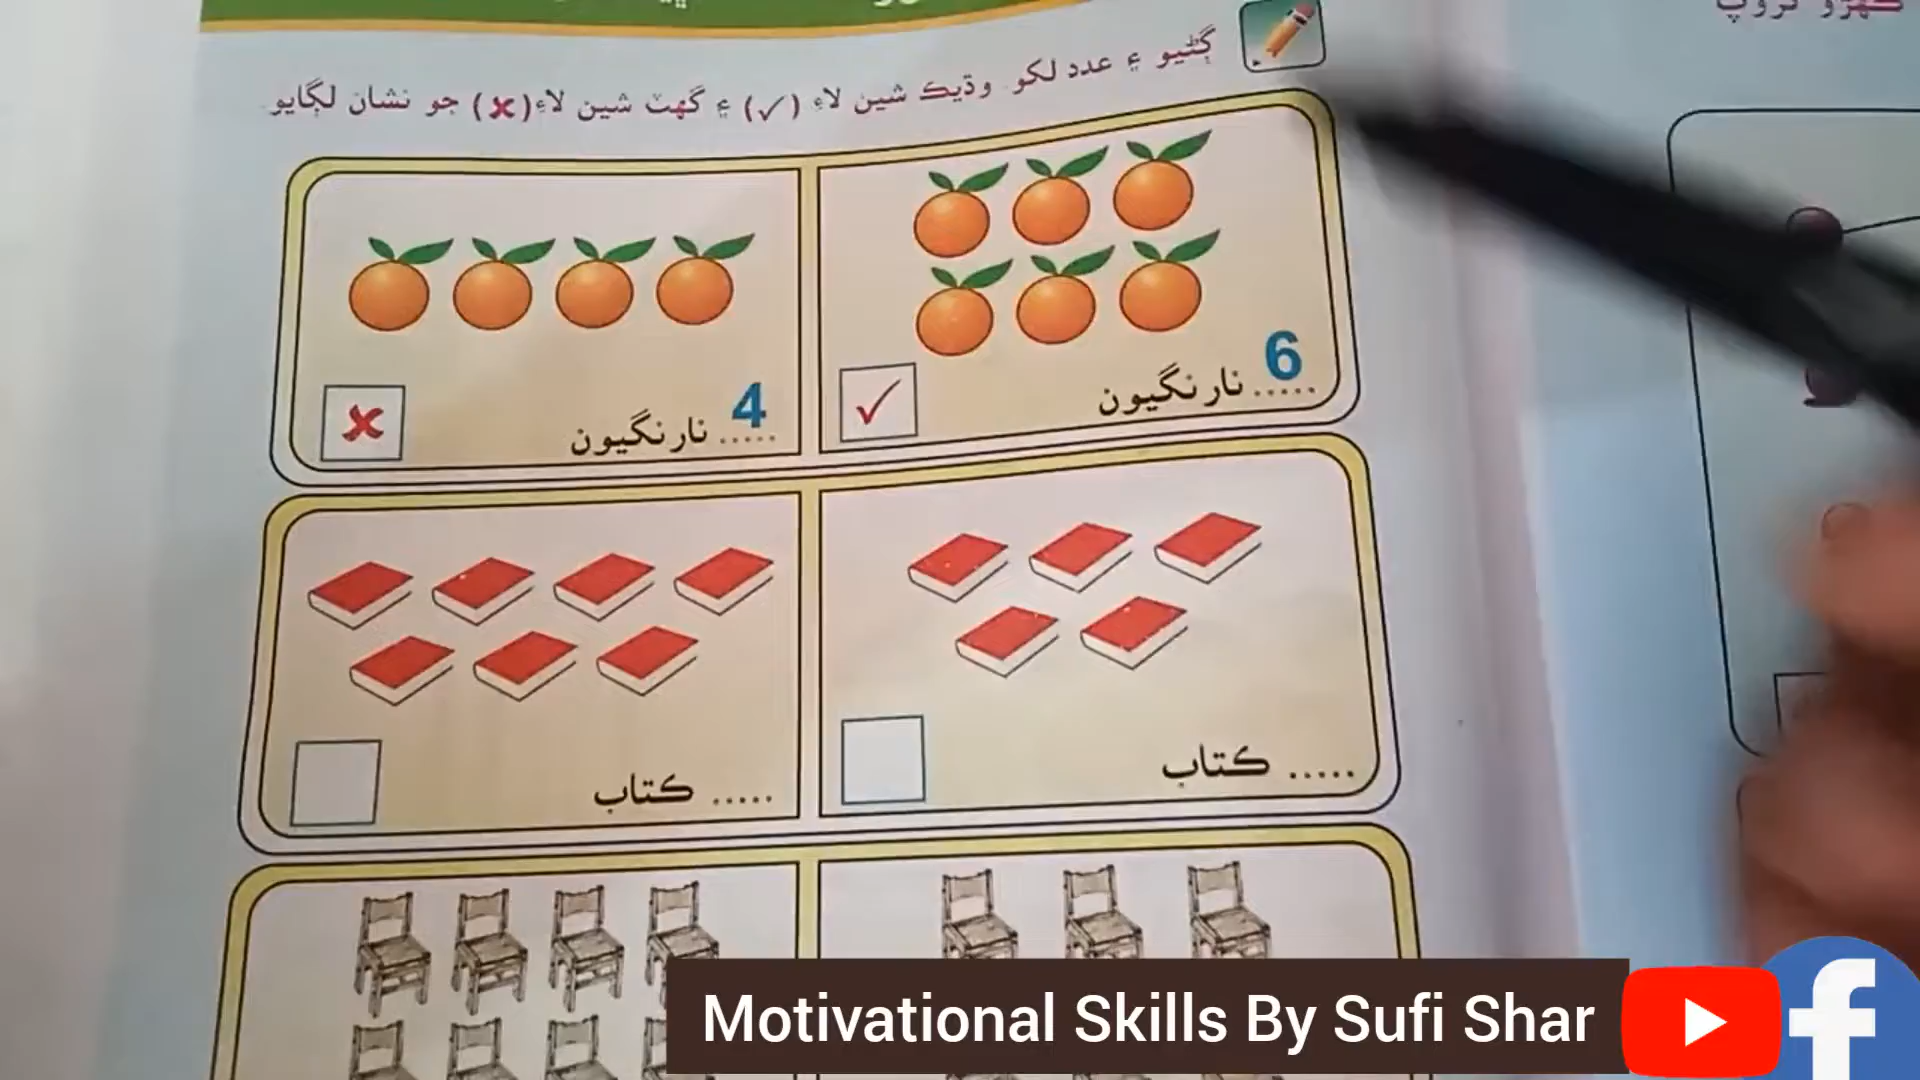 ڳڻيو ۽ عدد لکو. وڌيڪ شين لاءِ (✓) ۽ گهٽ شين لاءِ (✗) جو نشان لڳايو.
6 نارنگيون
4 نارنگيون
..... ڪتاب
..... ڪتاب
Motivational Skills By Sufi Shar